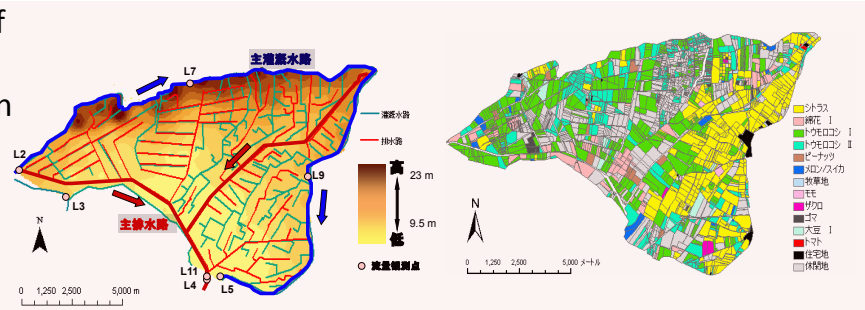 f
n
L7
主灌漑水路
灌漑水路
排水路
L2
L3
主排水路
L9
高
23 m
9.5 m
低
流量観測点
N
L11
L4
L5
0 1,250 2,500 5,000 m
シトラス
綿花 I
トウモロコシ I
トウモロコシ II
ピーナッツ
メロン/スイカ
牧草地
モモ
ザクロ
ゴマ
大豆 I
トマト
住宅地
休閑地
N
0 1,250 2,500 5,000 メートル